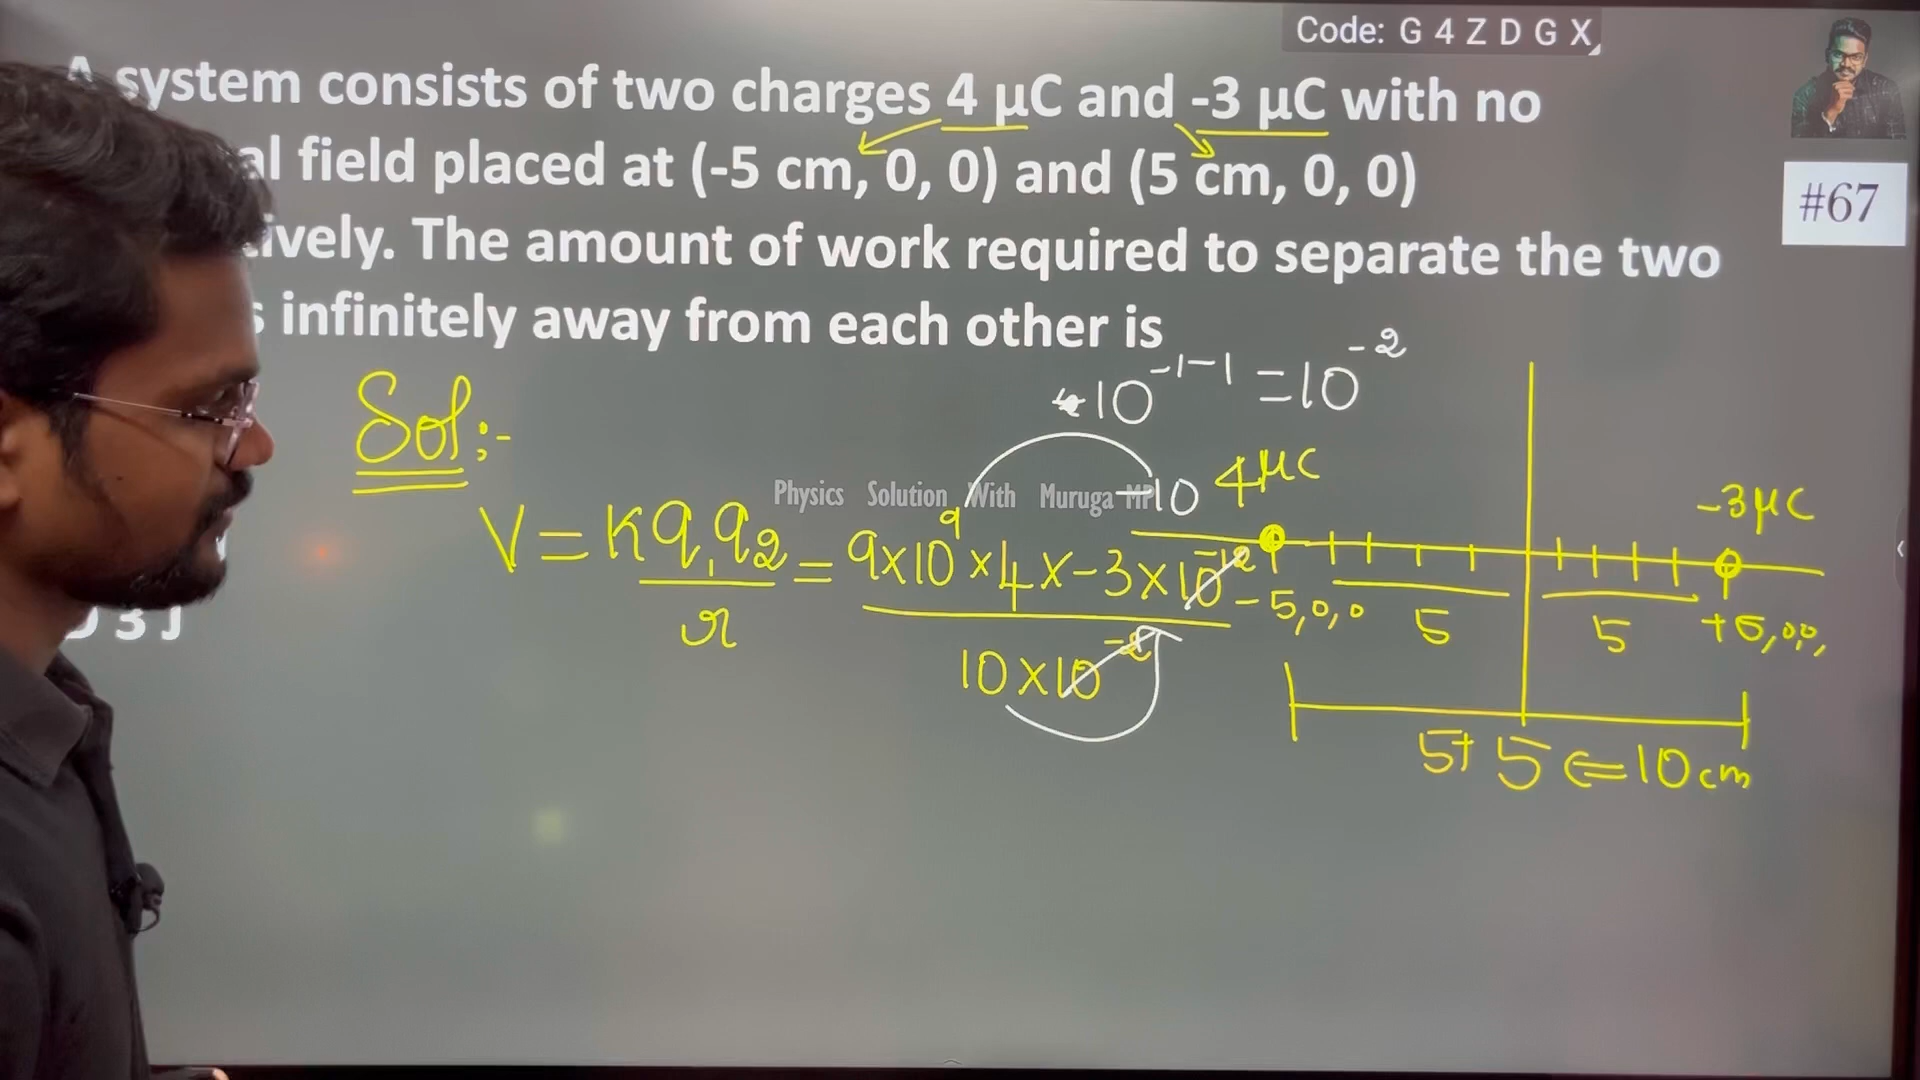 Code: G 4 Z D G X
system consists of two charges 4 μC and -3 μC with no
al field placed at (-5 cm, 0, 0) and (5 cm, 0, 0)
#67
ively. The amount of work required to separate the two
s infinitely away from each other is
10⁻¹⁻¹ = 10⁻²
Sol:-
Physics Solution With Muruga MP
-10
4μC
-3μC
V = Kq₁q₂/r = 9×10⁹×4×-3×10⁻¹²/10×10⁻²
-5,0,0
5
5
+5,0,0,
3 J
5+5 ⇐ 10cm